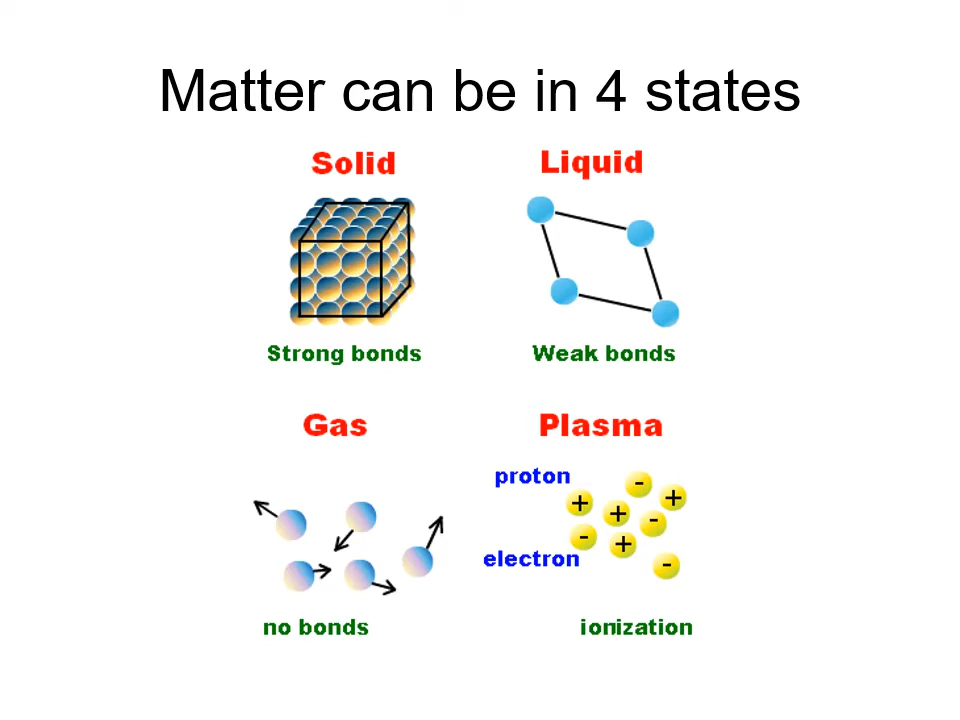 Matter can be in 4 states
Solid
Liquid
Strong bonds
Weak bonds
Gas
Plasma
proton
electron
+
-
+
+
-
-
+
-
no bonds
ionization